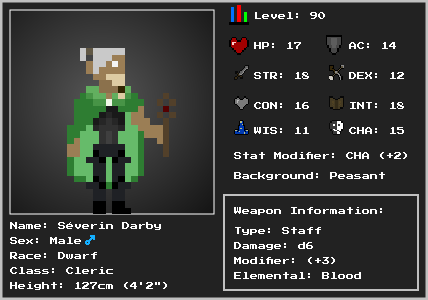 Level: 90
HP: 17
AC: 14
STR: 18
DEX: 12
CON: 16
INT: 18
WIS: 11
CHA: 15
Stat Modifier: CHA (+2)
Background: Peasant
Name: Séverin Darby
Sex: Male ♂
Race: Dwarf
Class: Cleric
Height: 127cm (4'2")
Weapon Information:
Type: Staff
Damage: d6
Modifier: (+3)
Elemental: Blood